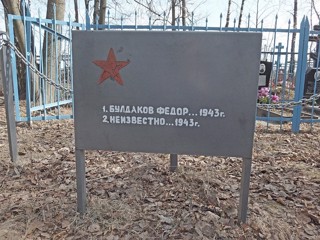 1. БУЛДАКОВ ФЕДОР...1943г.
2. НЕИЗВЕСТНО...1943г.